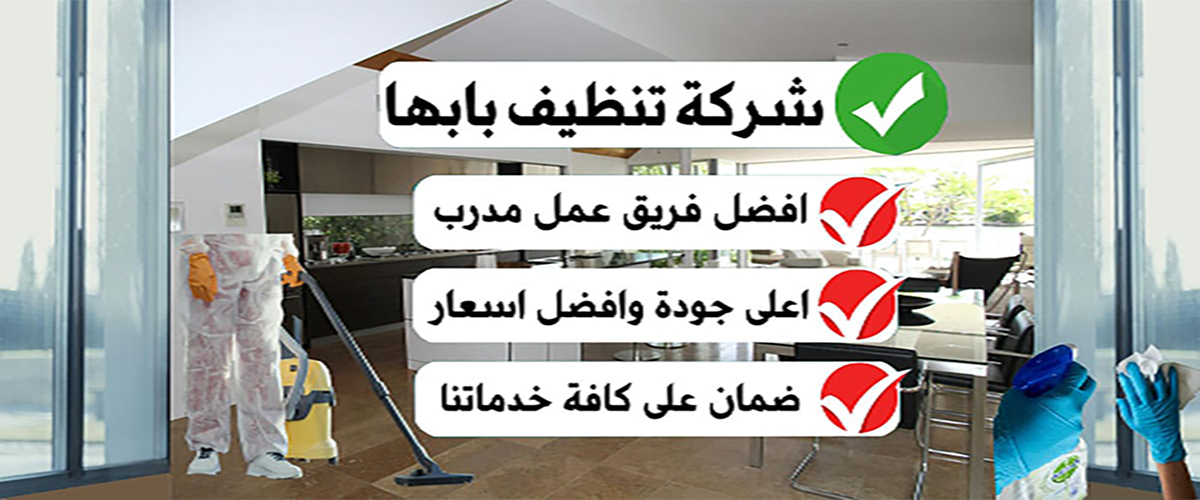 شركة تنظيف بابها
افضل فريق عمل مدرب
اعلى جودة وافضل اسعار
ضمان على كافة خدماتنا